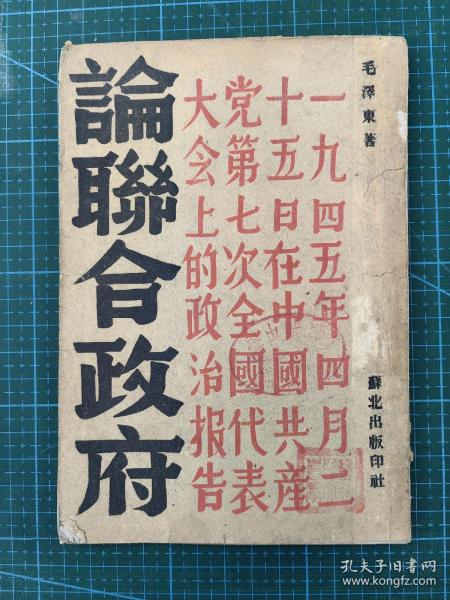 毛澤東著
蘇北出版印社
一九四五年四月二
十五日在中國共産
党第七次全國代表
大会上的政治报告
論聯合政府
孔夫子旧书网
www.kongfz.com